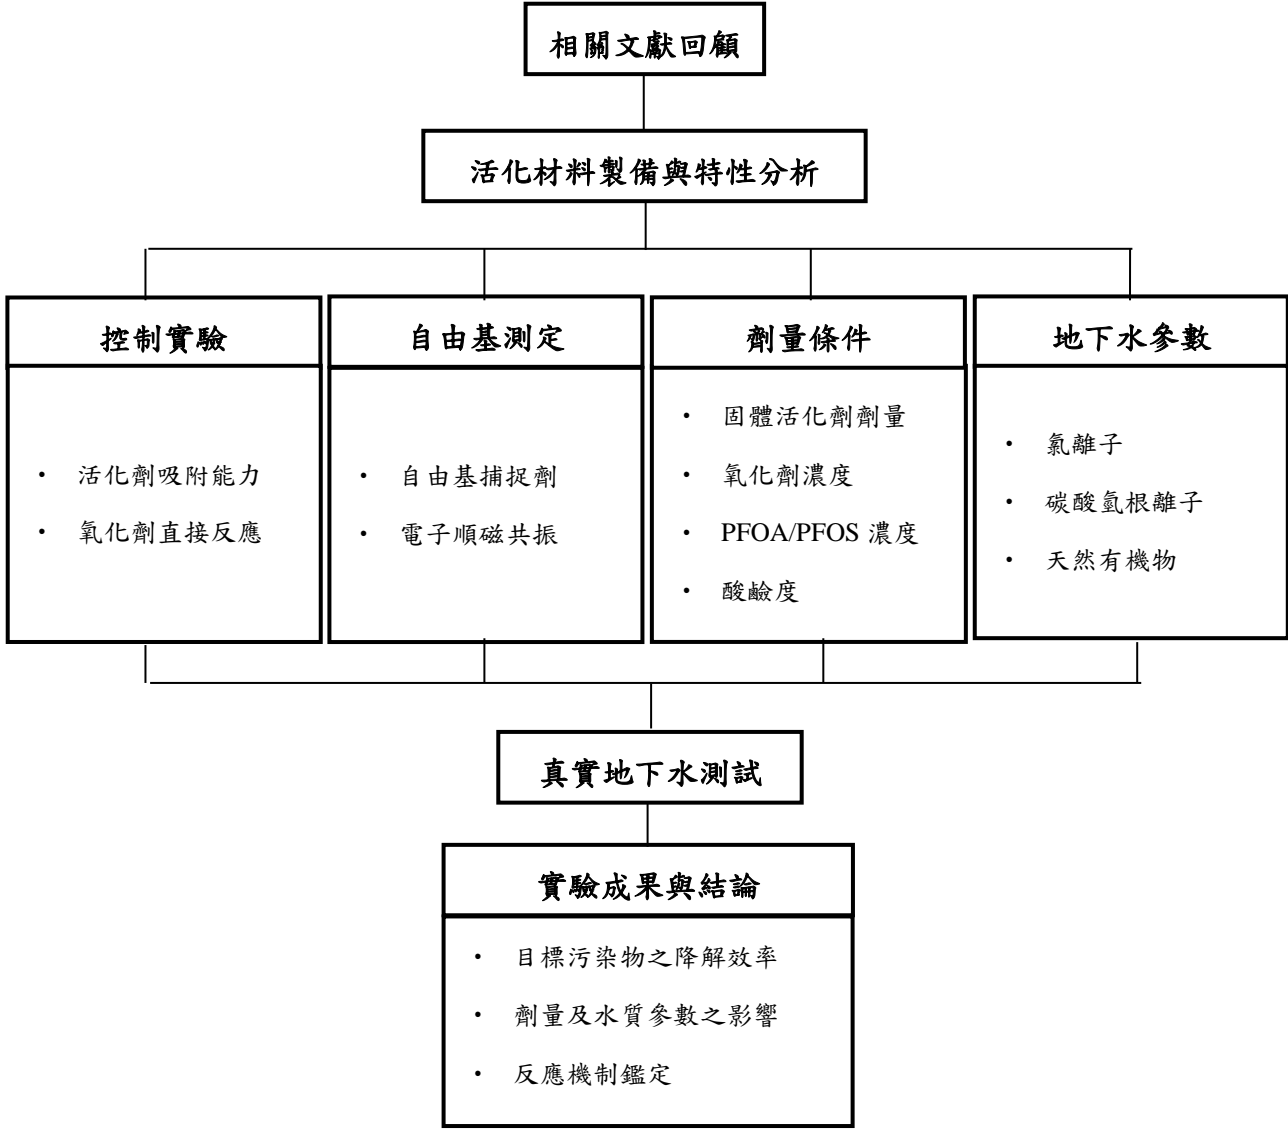 相關文獻回顧
活化材料製備與特性分析
控制實驗
• 活化劑吸附能力
• 氧化劑直接反應
自由基測定
• 自由基捕捉劑
• 電子順磁共振
劑量條件
• 固體活化劑劑量
• 氧化劑濃度
• PFOA/PFOS 濃度
• 酸鹼度
地下水參數
• 氯離子
• 碳酸氫根離子
• 天然有機物
真實地下水測試
實驗成果與結論
• 目標污染物之降解效率
• 劑量及水質參數之影響
• 反應機制鑑定